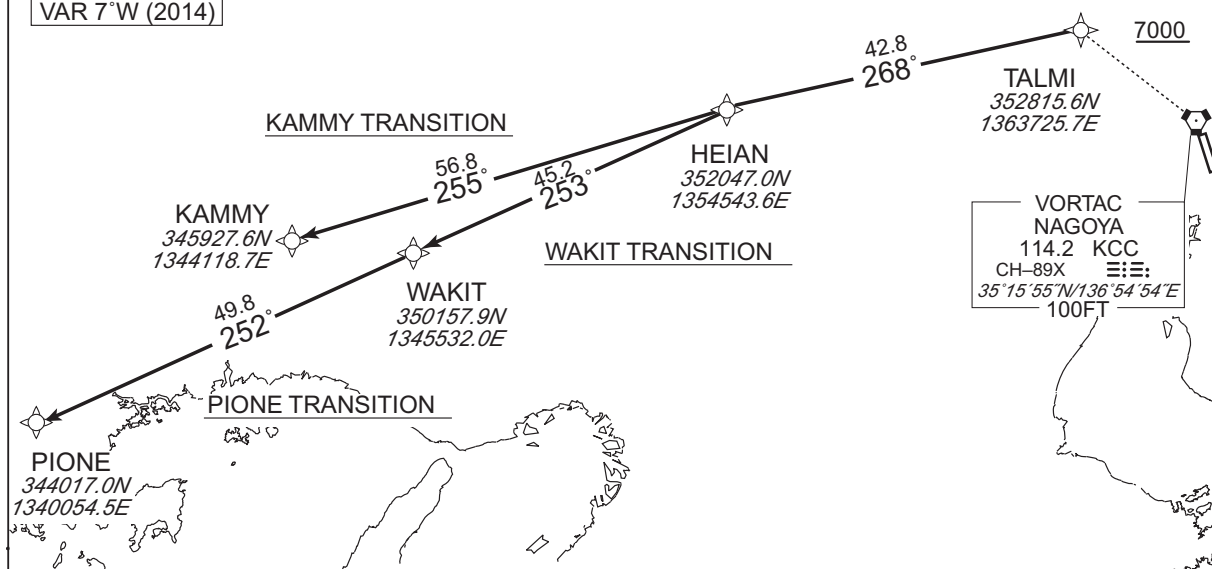 VAR 7°W (2014)
7000
42.8
268°
TALMI
352815.6N
1363725.7E
KAMMY TRANSITION
HEIAN
352047.0N
1354543.6E
56.8
255°
45.2
253°
KAMMY
345927.6N
1344118.7E
WAKIT TRANSITION
VORTAC
NAGOYA
114.2 KCC
CH–89X
35°15´55˝N/136°54´54˝E
100FT
WAKIT
350157.9N
1345532.0E
49.8
252°
PIONE TRANSITION
PIONE
344017.0N
1340054.5E